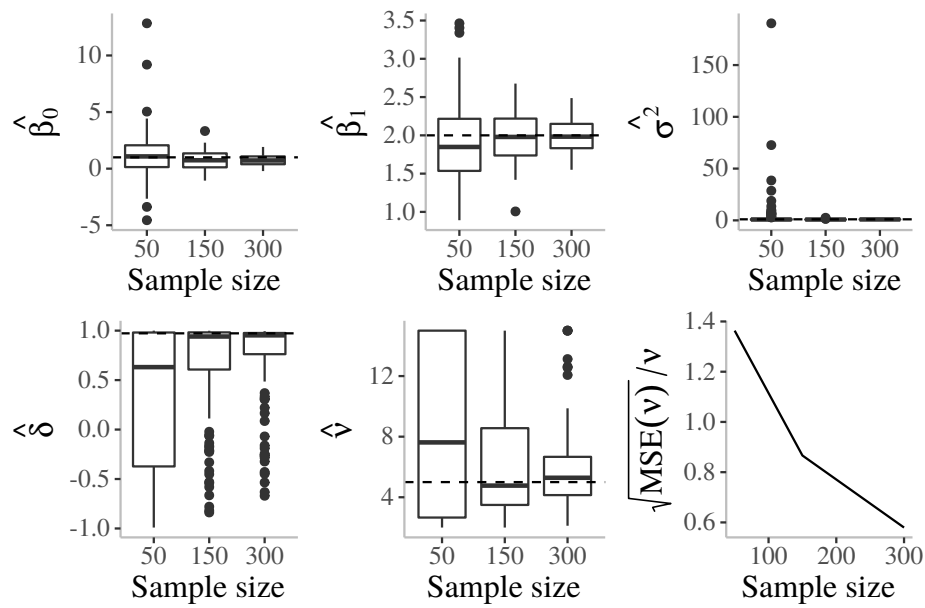 β̂₀
10
5
0
-5
50 150 300
Sample size
β̂₁
3.5
3.0
2.5
2.0
1.5
1.0
50 150 300
Sample size
σ̂²
150
100
50
0
50 150 300
Sample size
δ̂
1.0
0.5
0.0
-0.5
-1.0
50 150 300
Sample size
ν̂
12
8
4
50 150 300
Sample size
√MSE(ν) /ν
1.4
1.2
1.0
0.8
0.6
100 200 300
Sample size